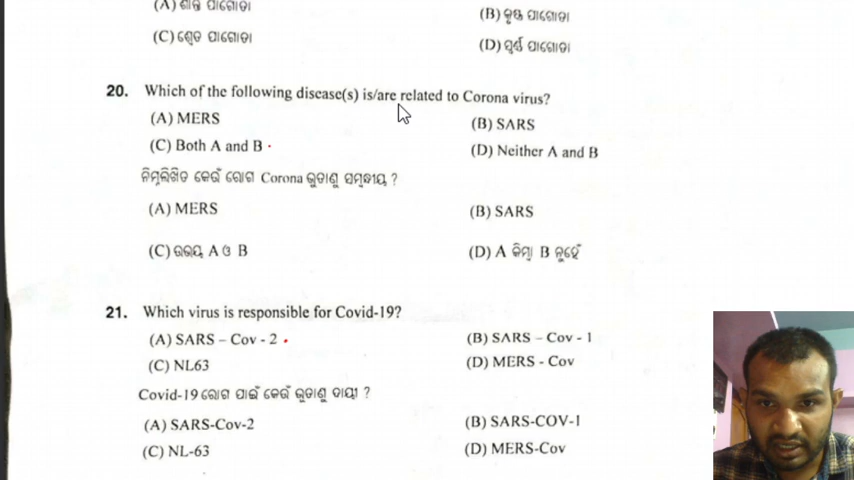 (A) ଶାନ୍ତ ପାଗୋଡା
(B) କୃଷ୍ଣ ପାଗୋଡା
(C) ଶ୍ୱେତ ପାଗୋଡା
(D) ସ୍ୱର୍ଣ୍ଣ ପାଗୋଡା
20. Which of the following disease(s) is/are related to Corona virus?
(A) MERS
(B) SARS
(C) Both A and B
(D) Neither A and B
ନିମ୍ନଲିଖିତ କେଉଁ ରୋଗ Corona ଭୁତାଣୁ ସମ୍ବନ୍ଧୀୟ ?
(A) MERS
(B) SARS
(C) ଉଭୟ A ଓ B
(D) A କିମ୍ବା B ନୁହେଁ
21. Which virus is responsible for Covid-19?
(A) SARS – Cov - 2
(B) SARS – Cov - 1
(C) NL63
(D) MERS - Cov
Covid-19 ରୋଗ ପାଇଁ କେଉଁ ଭୁତାଣୁ ଦାୟୀ ?
(A) SARS-Cov-2
(B) SARS-COV-1
(C) NL-63
(D) MERS-Cov